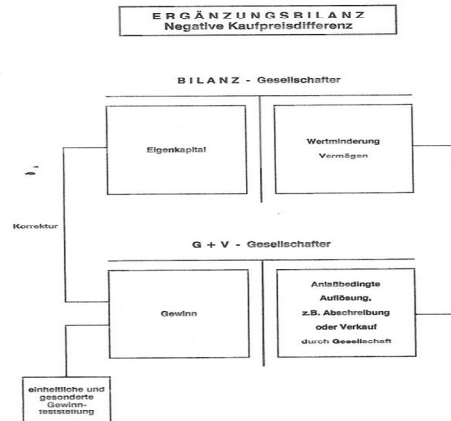 ERGÄNZUNGSBILANZ
Negative Kaufpreisdifferenz
BILANZ - Gesellschafter
Eigenkapital
Wertminderung
Vermögen
Korrektur
G + V - Gesellschafter
Gewinn
Anlaßbedingte
Auflösung,
z.B. Abschreibung
oder Verkauf
durch Gesellschaft
einheitliche und
gesonderte
Gewinn-
feststellung